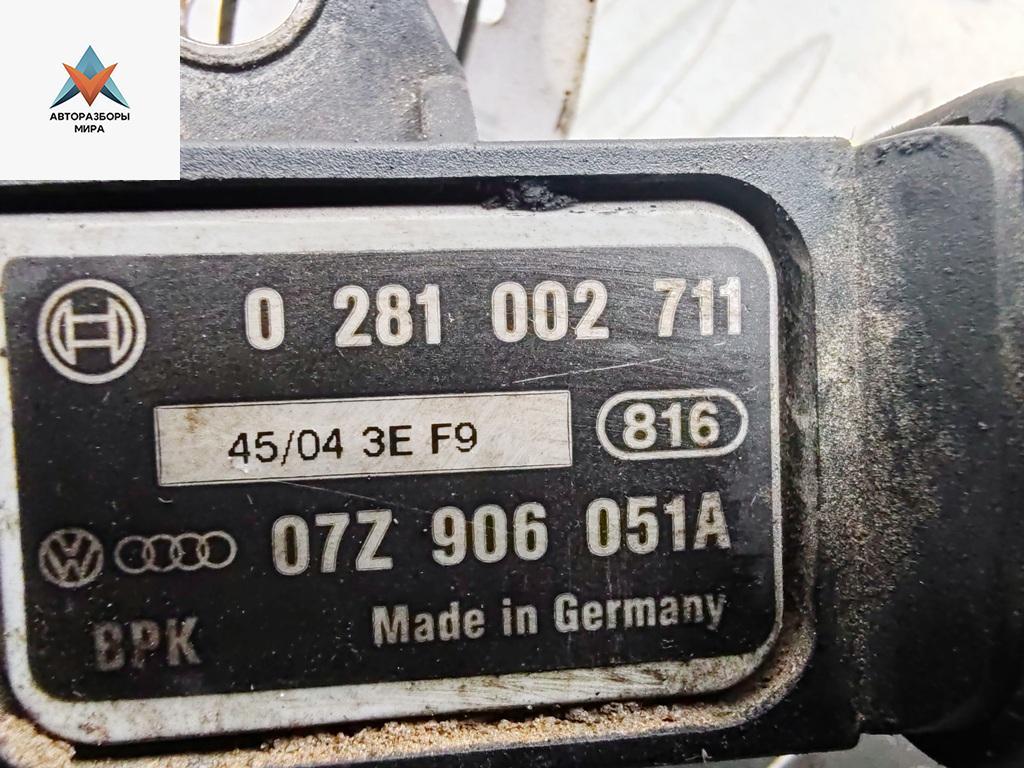 АВТОРАЗБОРЫ
МИРА
0 281 002 711
45/04 3E F9
816
07Z 906 051A
BPK
Made in Germany